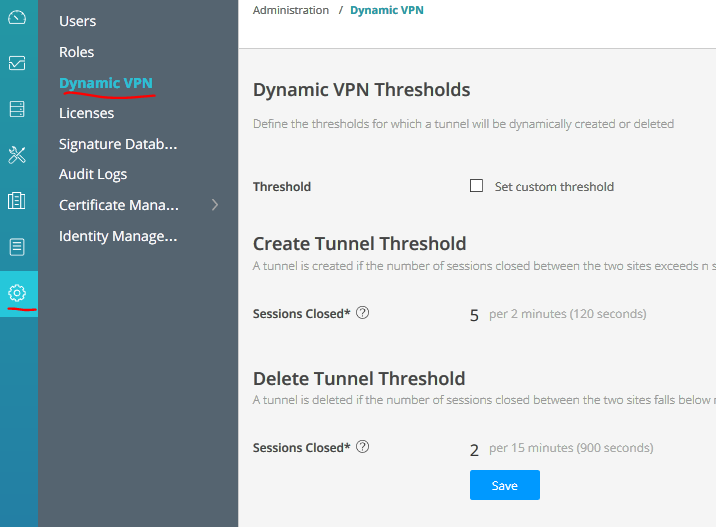 Administration / Dynamic VPN
Users
Roles
Dynamic VPN
Licenses
Signature Datab...
Audit Logs
Certificate Mana...
Identity Manage...
Dynamic VPN Thresholds
Define the thresholds for which a tunnel will be dynamically created or deleted
Threshold Set custom threshold
Create Tunnel Threshold
A tunnel is created if the number of sessions closed between the two sites exceeds n s
Sessions Closed* ? 5 per 2 minutes (120 seconds)
Delete Tunnel Threshold
A tunnel is deleted if the number of sessions closed between the two sites falls below
Sessions Closed* ? 2 per 15 minutes (900 seconds)
Save